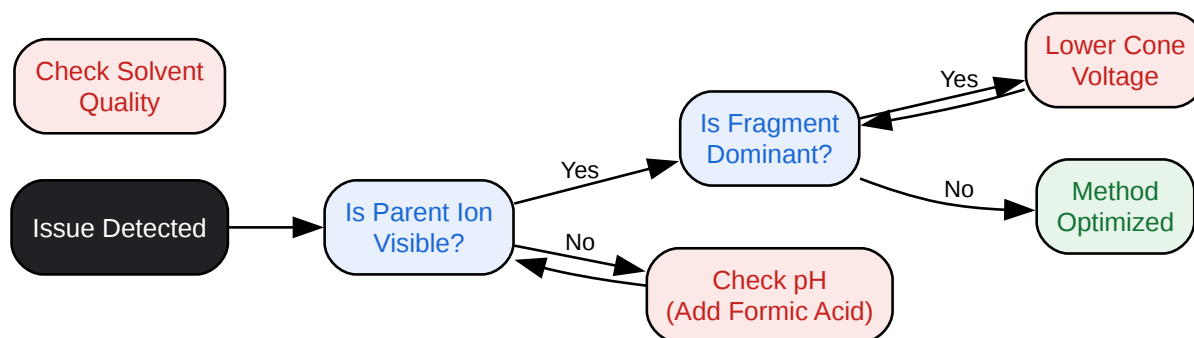 Check Solvent
Quality
Issue Detected
Is Parent Ion
Visible?
Yes
No
Is Fragment
Dominant?
Check pH
(Add Formic Acid)
Yes
No
Lower Cone
Voltage
Method
Optimized